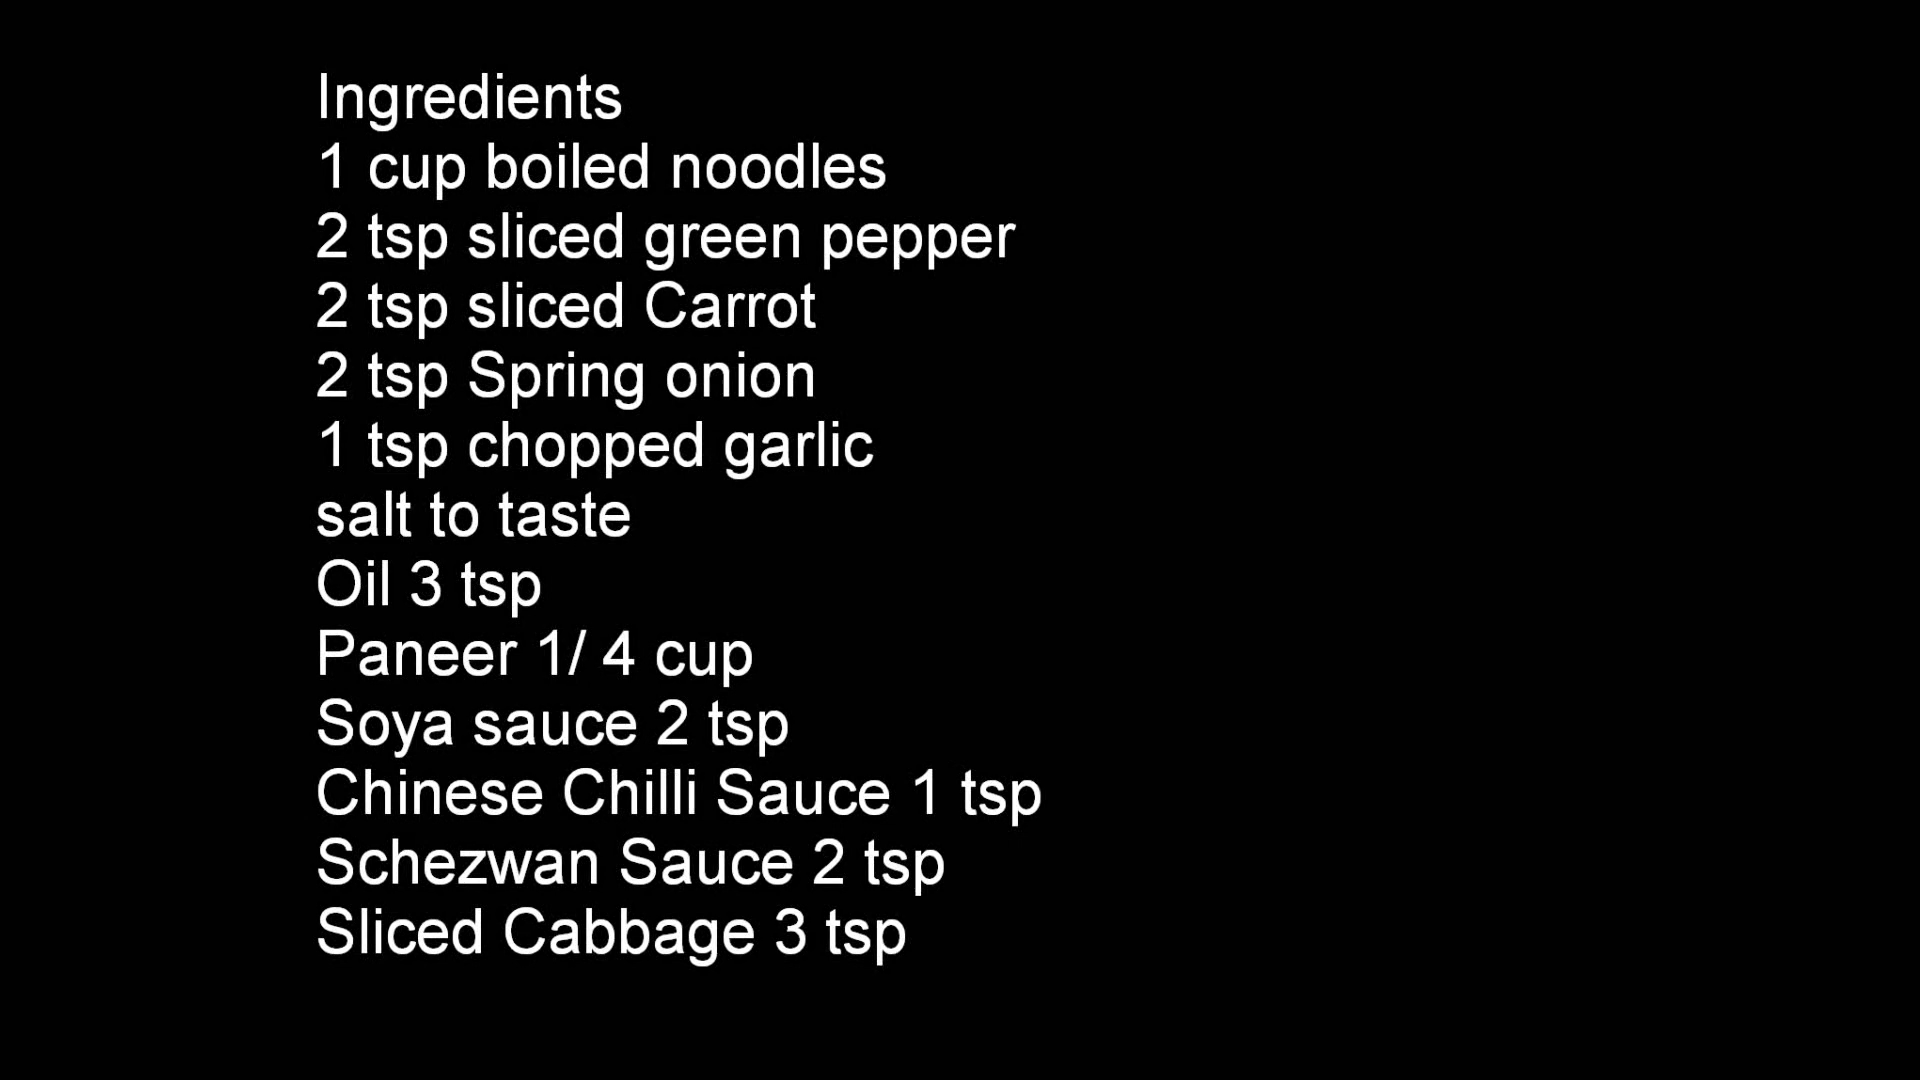 Ingredients
1 cup boiled noodles
2 tsp sliced green pepper
2 tsp sliced Carrot
2 tsp Spring onion
1 tsp chopped garlic
salt to taste
Oil 3 tsp
Paneer 1/ 4 cup
Soya sauce 2 tsp
Chinese Chilli Sauce 1 tsp
Schezwan Sauce 2 tsp
Sliced Cabbage 3 tsp